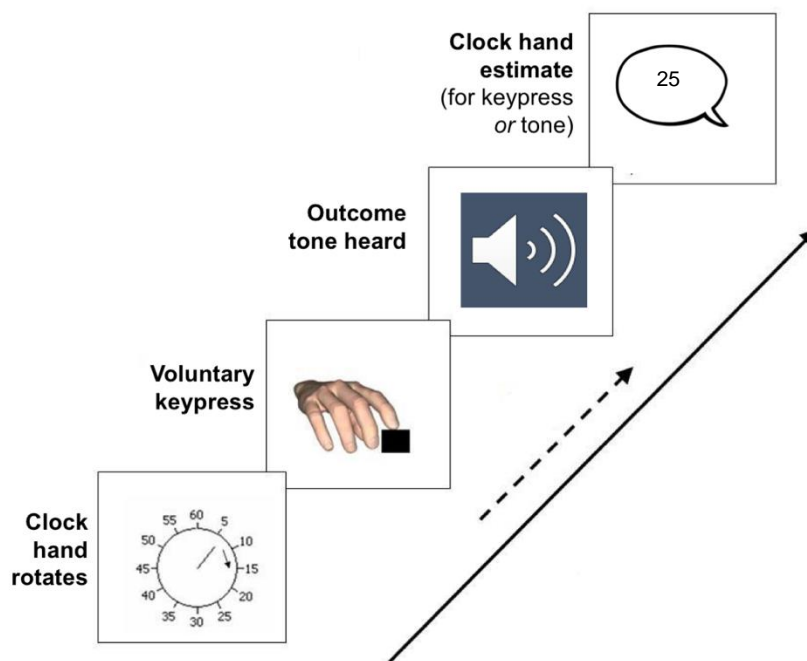 Clock hand
estimate
(for keypress
or tone)
25
Outcome
tone heard
Voluntary
keypress
Clock
hand
rotates
60
55
5
50
10
45
15
40
20
35
25
30